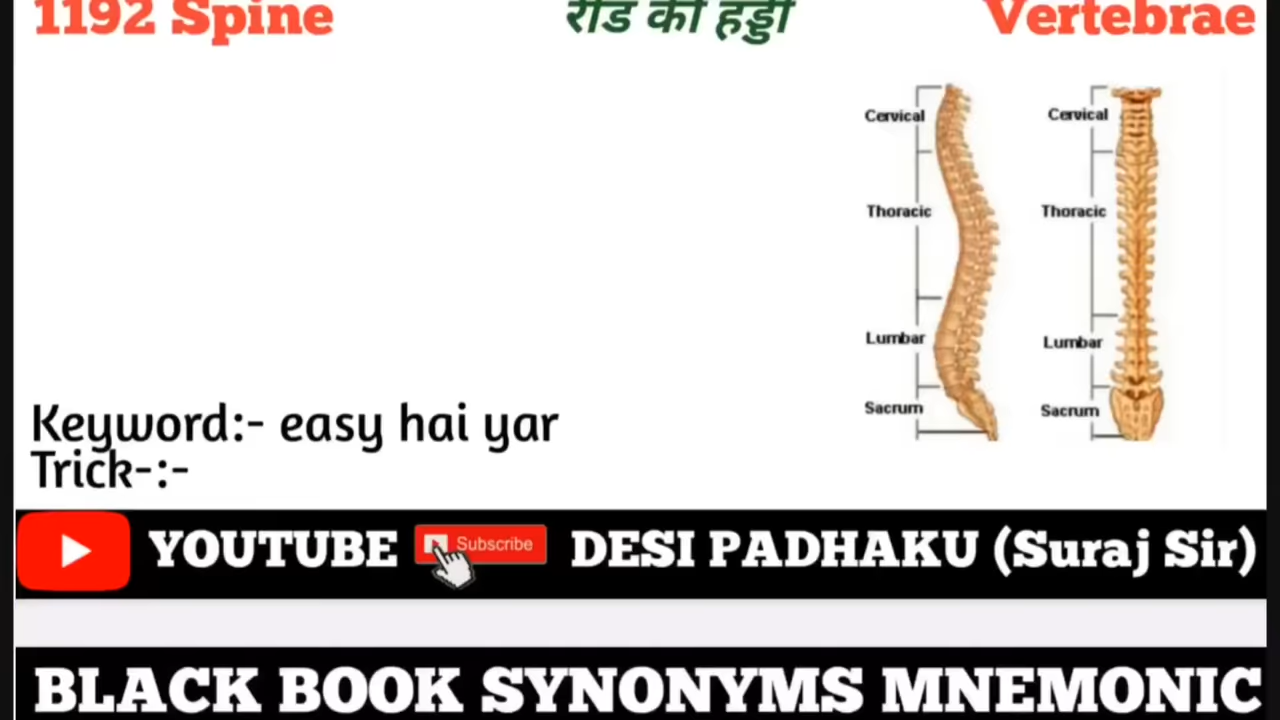 1192 Spine रीड की हड्डी Vertebrae
Cervical Cervical
Thoracic Thoracic
Lumbar Lumbar
Sacrum Sacrum
Keyword:- easy hai yar
Trick-:-
YOUTUBE Subscribe DESI PADHAKU (Suraj Sir)
BLACK BOOK SYNONYMS MNEMONIC